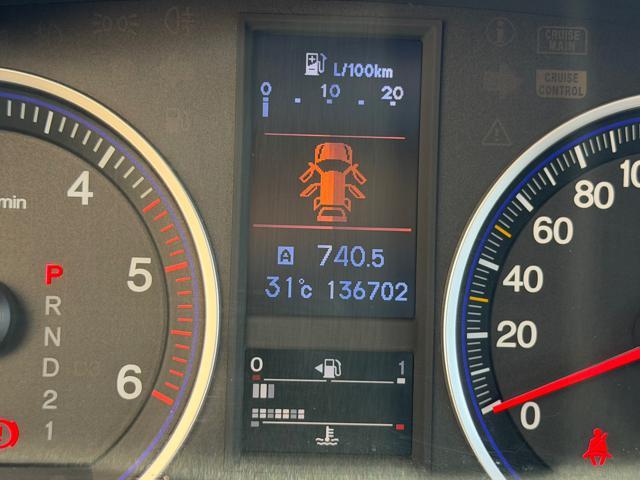 L/100km
0 10 20
CRUISE
MAIN
CRUISE
CONTROL
min
4
5
6
P
R
N
D
2
1
D3
A 740.5
31°C 136702
0 1
0
20
40
60
80